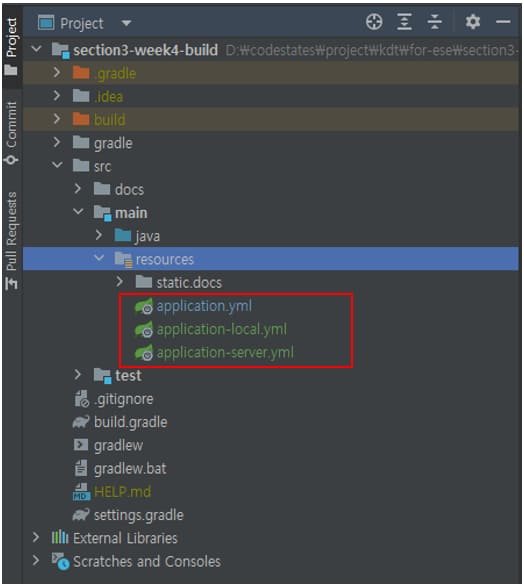 Project
section3-week4-build D:₩codestates₩project₩kdt₩for-ese₩section3-
.gradle
.idea
build
gradle
src
docs
main
java
resources
static.docs
application.yml
application-local.yml
application-server.yml
test
.gitignore
build.gradle
gradlew
gradlew.bat
MD HELP.md
settings.gradle
External Libraries
Scratches and Consoles
Project
Commit
Pull Requests